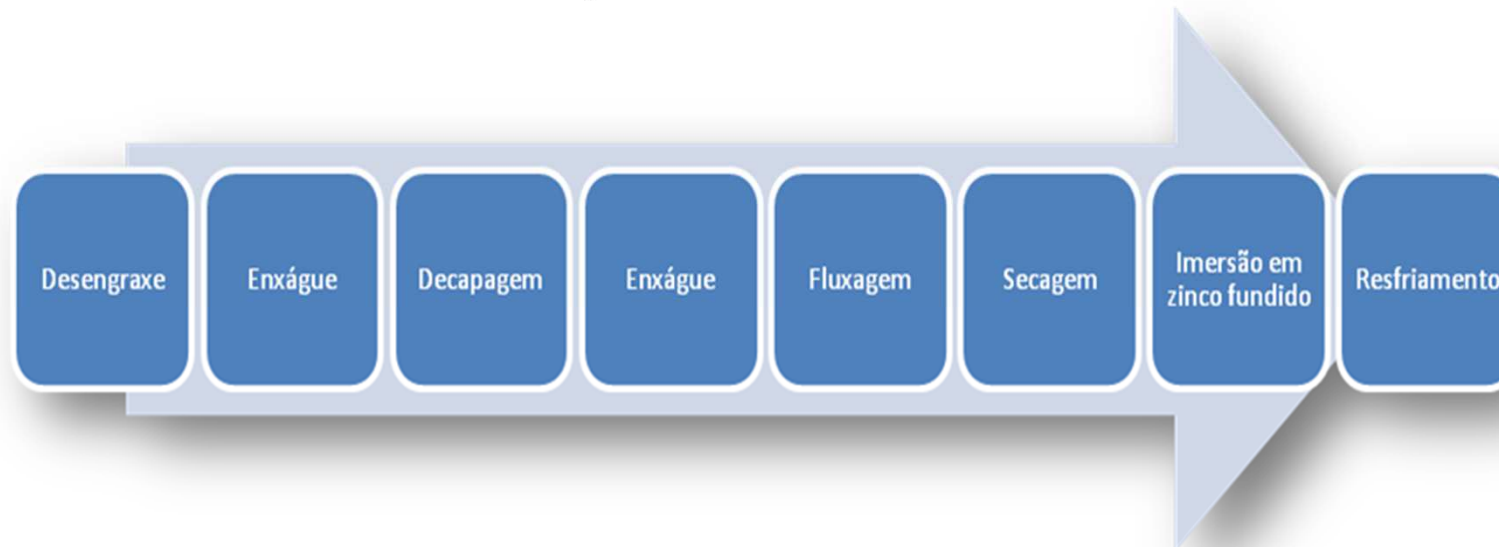 Desengraxe
Enxágue
Decapagem
Enxágue
Fluxagem
Secagem
Imersão em
zinco fundido
Resfriamento